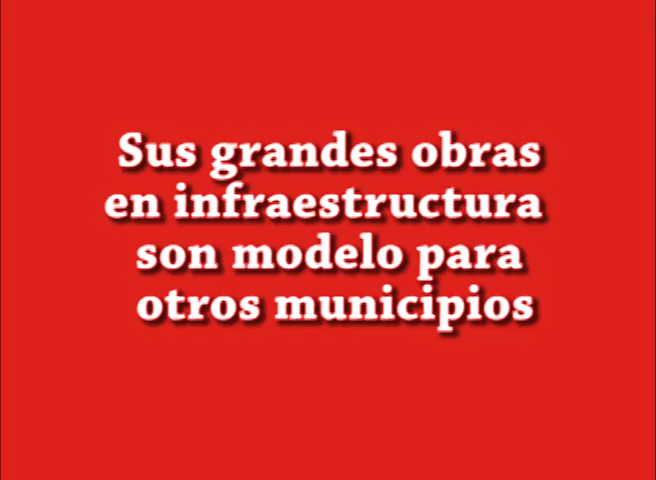 Sus grandes obras
en infraestructura
son modelo para
otros municipios